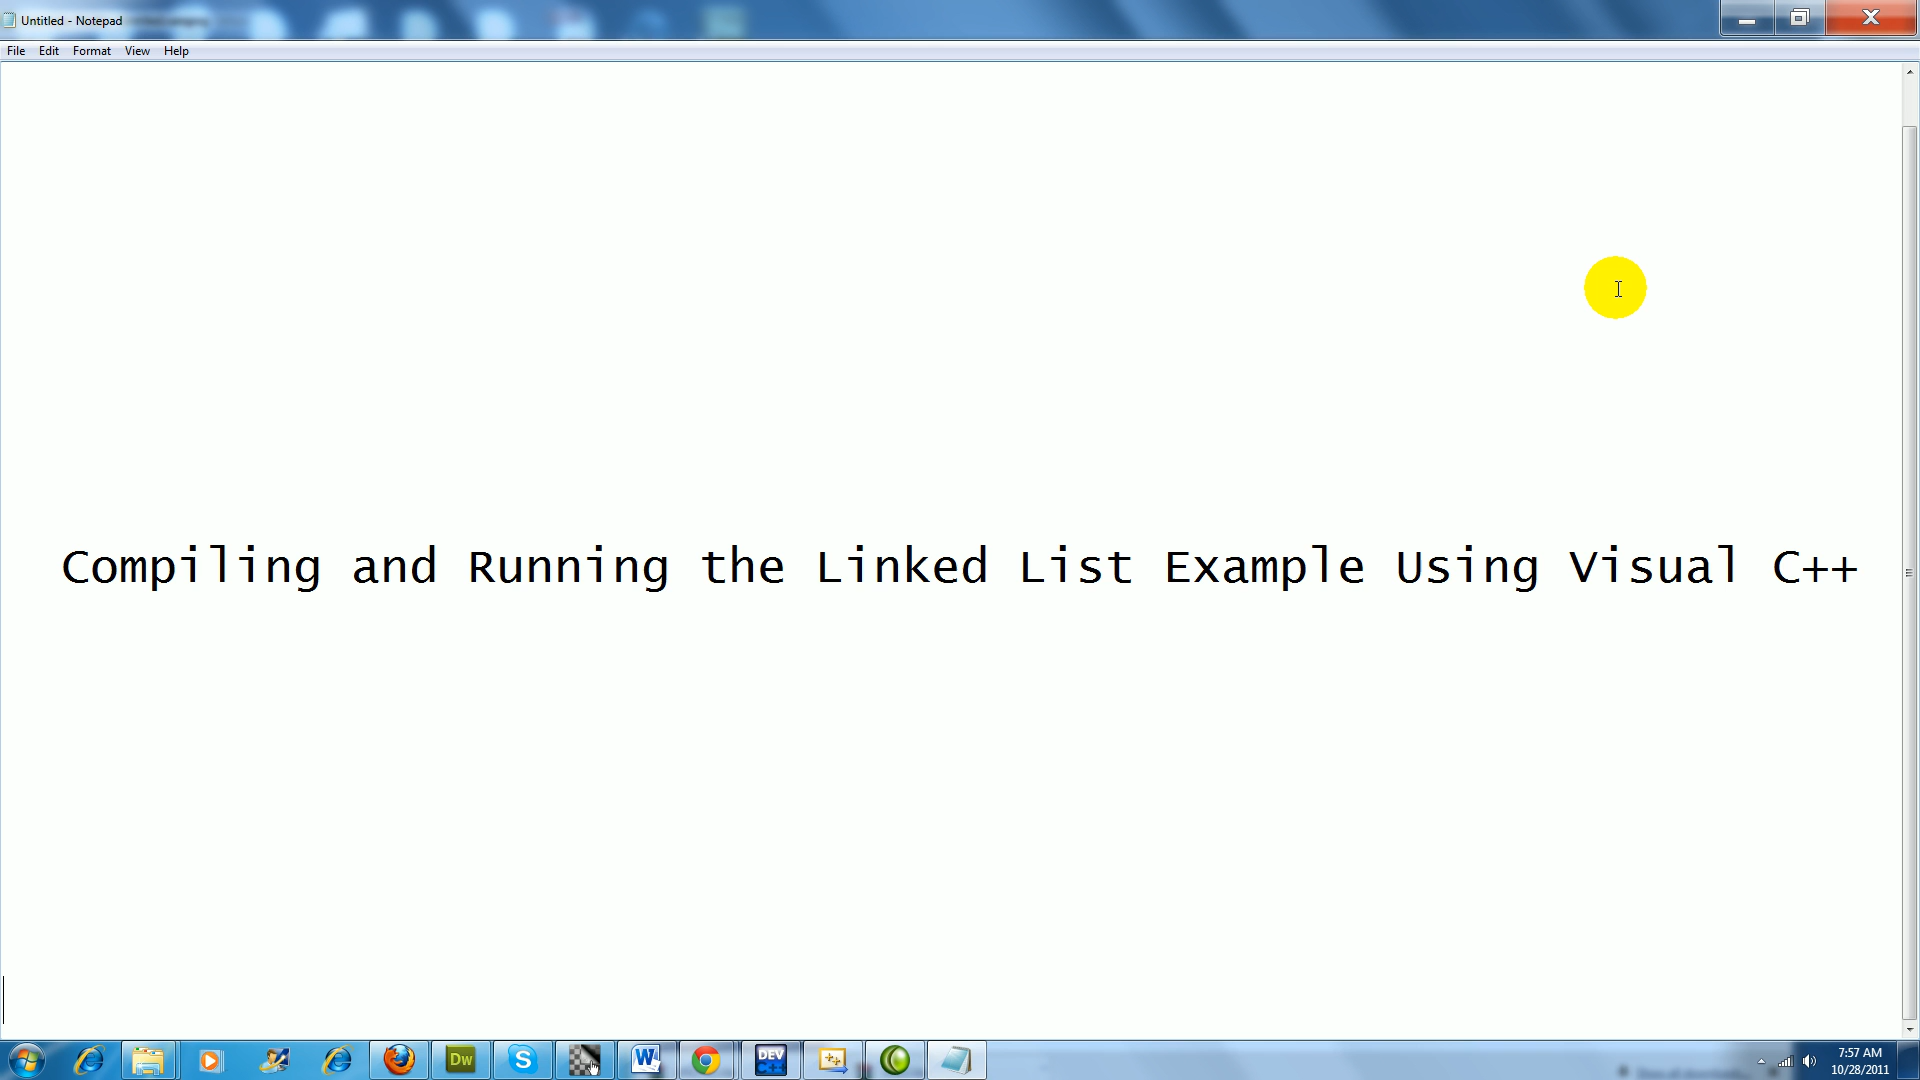 Untitled - Notepad
File Edit Format View Help
Compiling and Running the Linked List Example Using Visual C++
Dw
S
W
DEV
C++
7:57 AM
10/28/2011